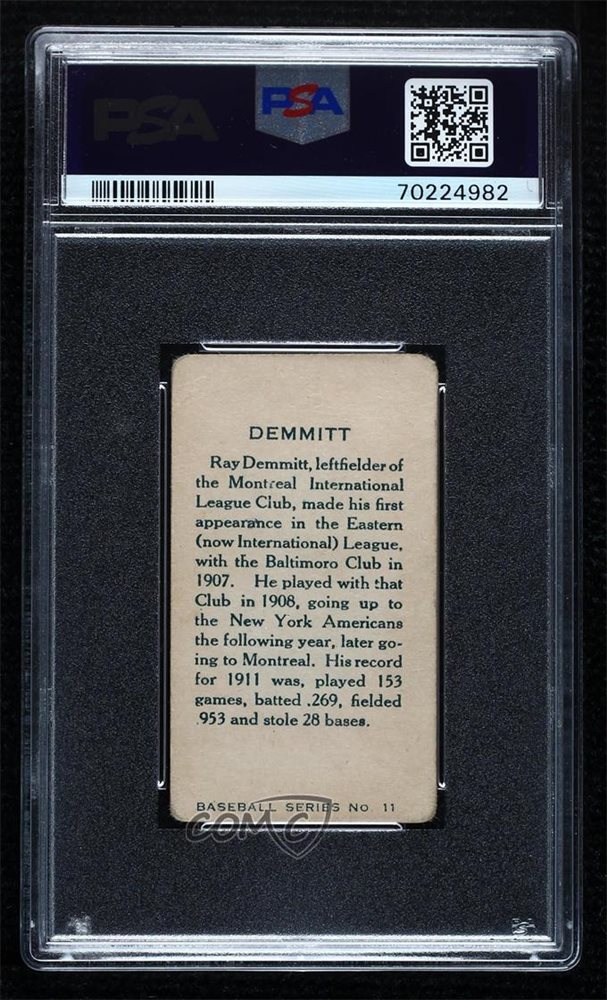 PSA PSA
70224982
DEMMITT
Ray Demmitt, leftfielder of
the Montreal International
League Club, made his first
appearance in the Eastern
(now International) League,
with the Baltimoro Club in
1907. He played with that
Club in 1908, going up to
the New York Americans
the following year, later go-
ing to Montreal. His record
for 1911 was, played 153
games, batted .269, fielded
.953 and stole 28 bases.
BASEBALL SERIES No. 11
COMC